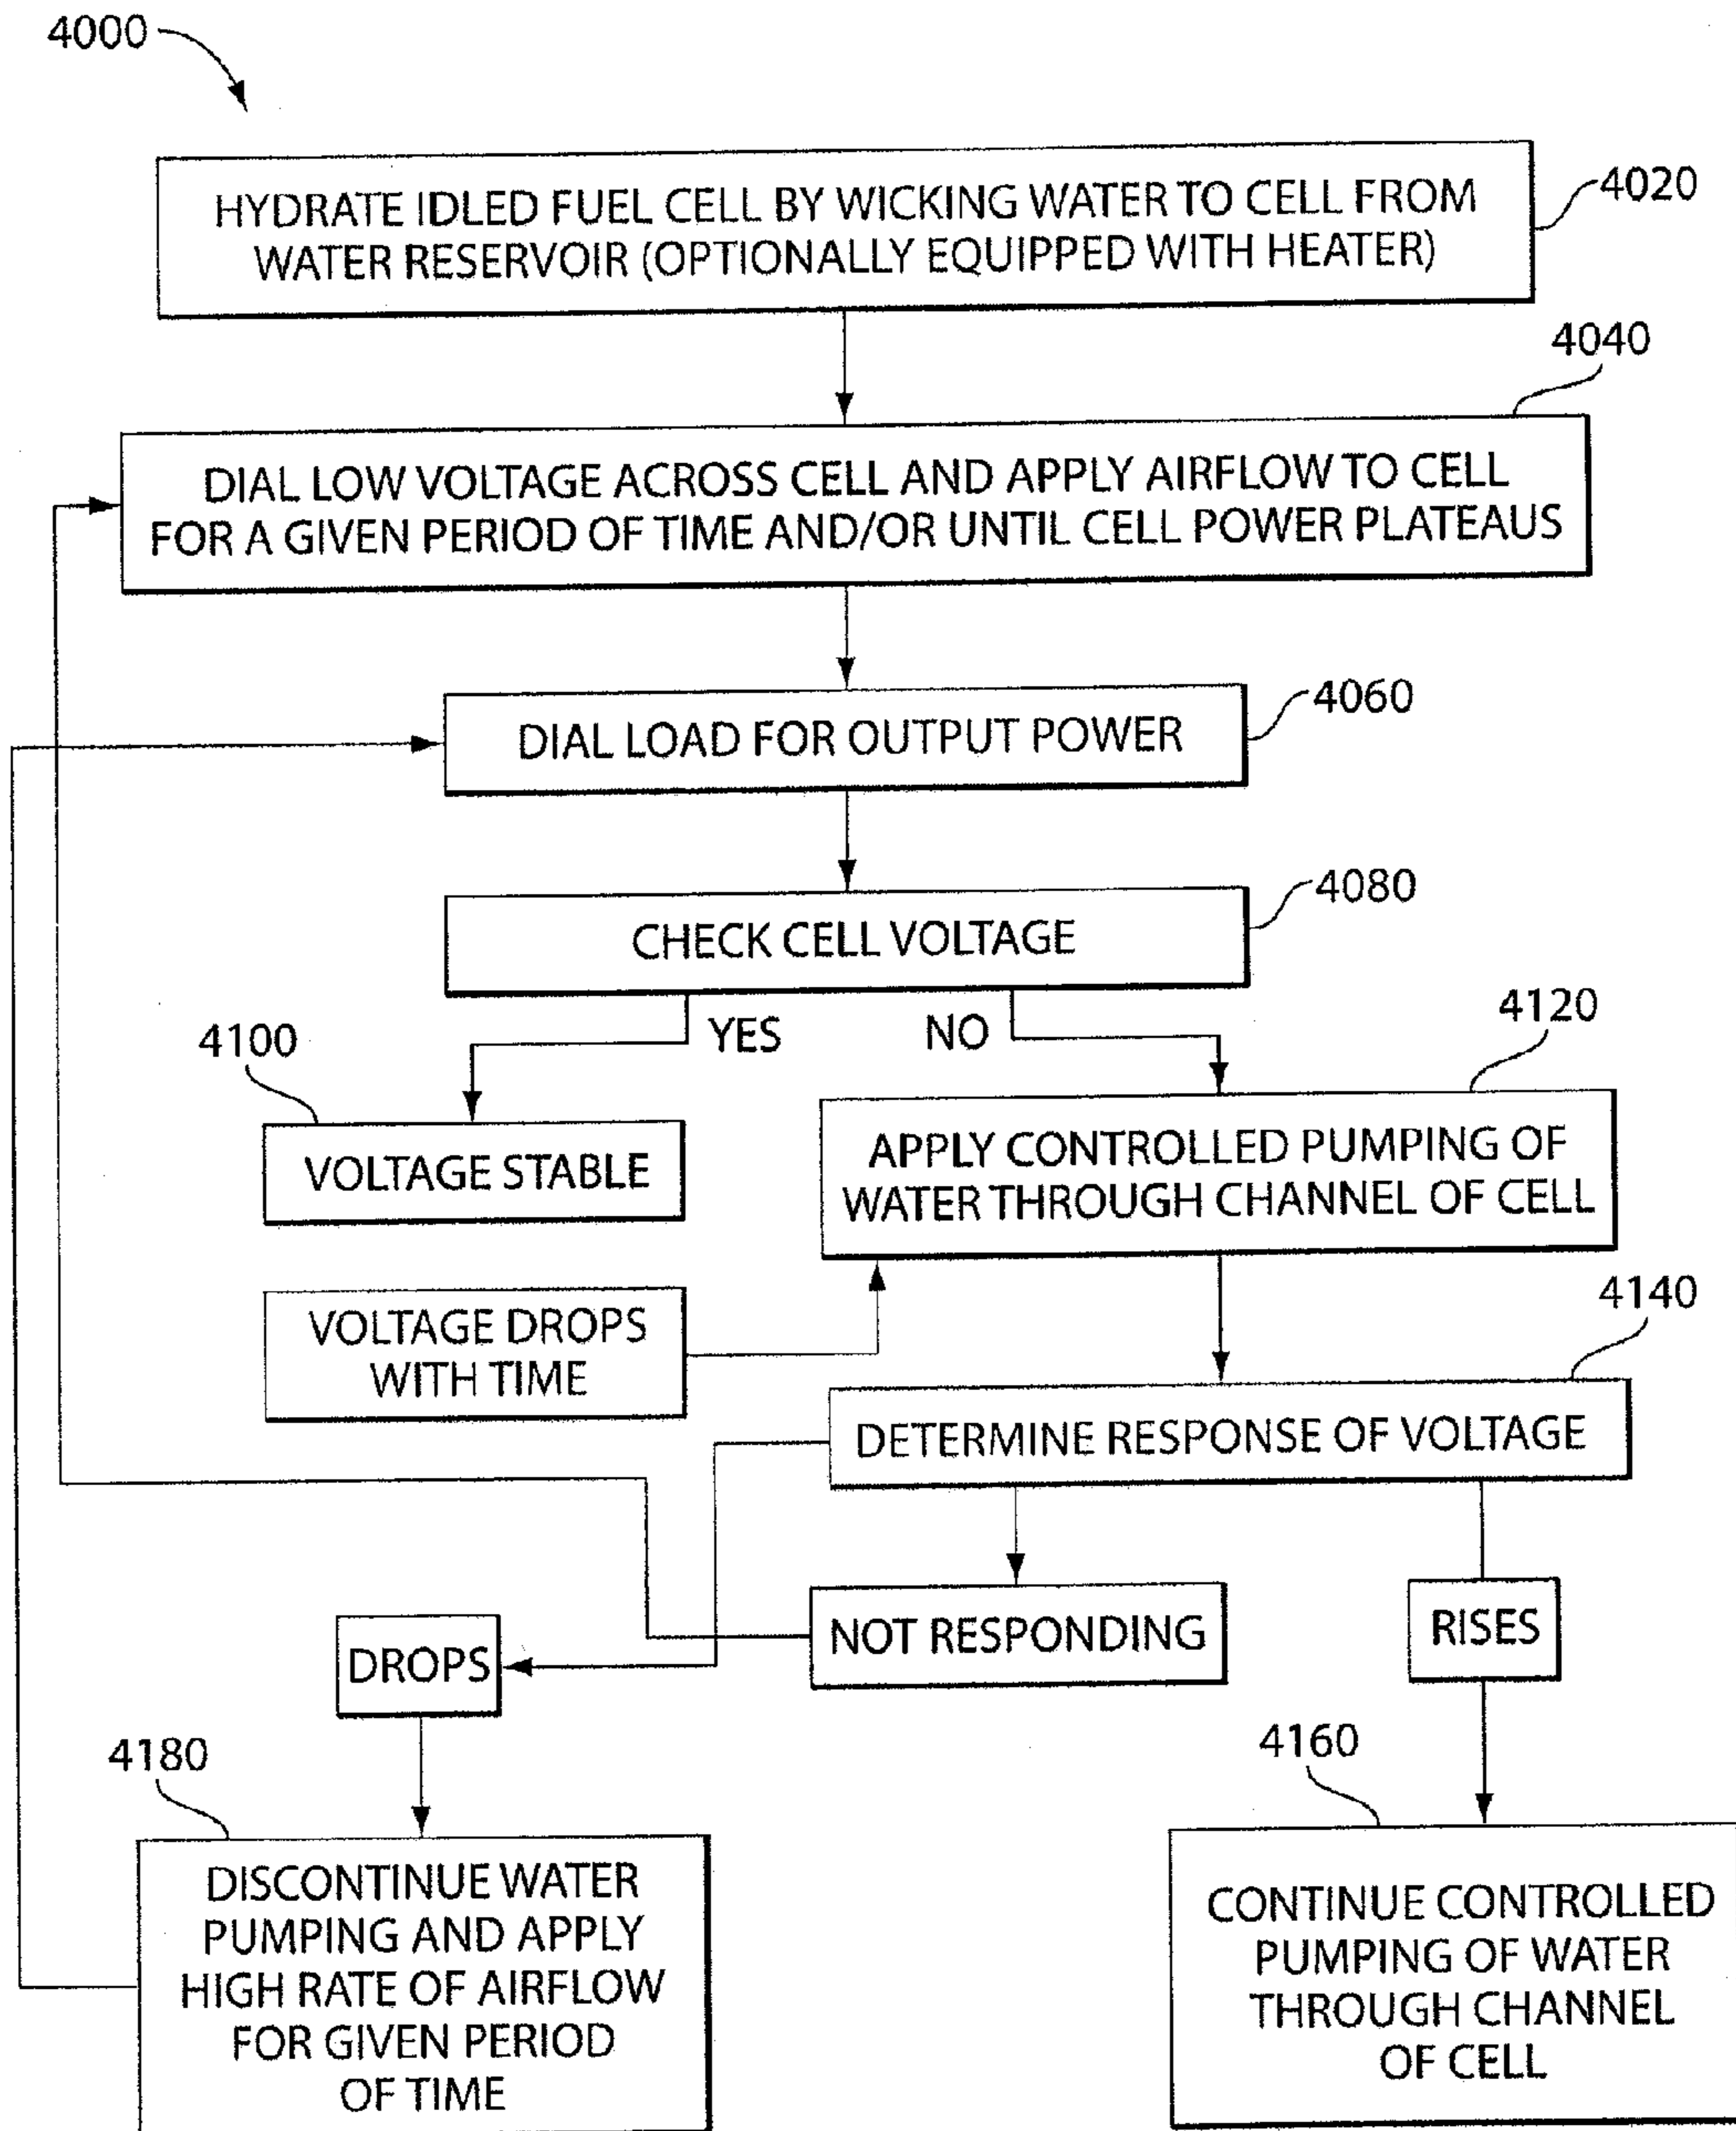 4000
HYDRATE IDLED FUEL CELL BY WICKING WATER TO CELL FROM
WATER RESERVOIR (OPTIONALLY EQUIPPED WITH HEATER)
4020
4040
DIAL LOW VOLTAGE ACROSS CELL AND APPLY AIRFLOW TO CELL
FOR A GIVEN PERIOD OF TIME AND/OR UNTIL CELL POWER PLATEAUS
DIAL LOAD FOR OUTPUT POWER
4060
CHECK CELL VOLTAGE
4080
YES
NO
4100
VOLTAGE STABLE
4120
APPLY CONTROLLED PUMPING OF
WATER THROUGH CHANNEL OF CELL
VOLTAGE DROPS
WITH TIME
4140
DETERMINE RESPONSE OF VOLTAGE
NOT RESPONDING
RISES
DROPS
4180
DISCONTINUE WATER
PUMPING AND APPLY
HIGH RATE OF AIRFLOW
FOR GIVEN PERIOD
OF TIME
4160
CONTINUE CONTROLLED
PUMPING OF WATER
THROUGH CHANNEL
OF CELL